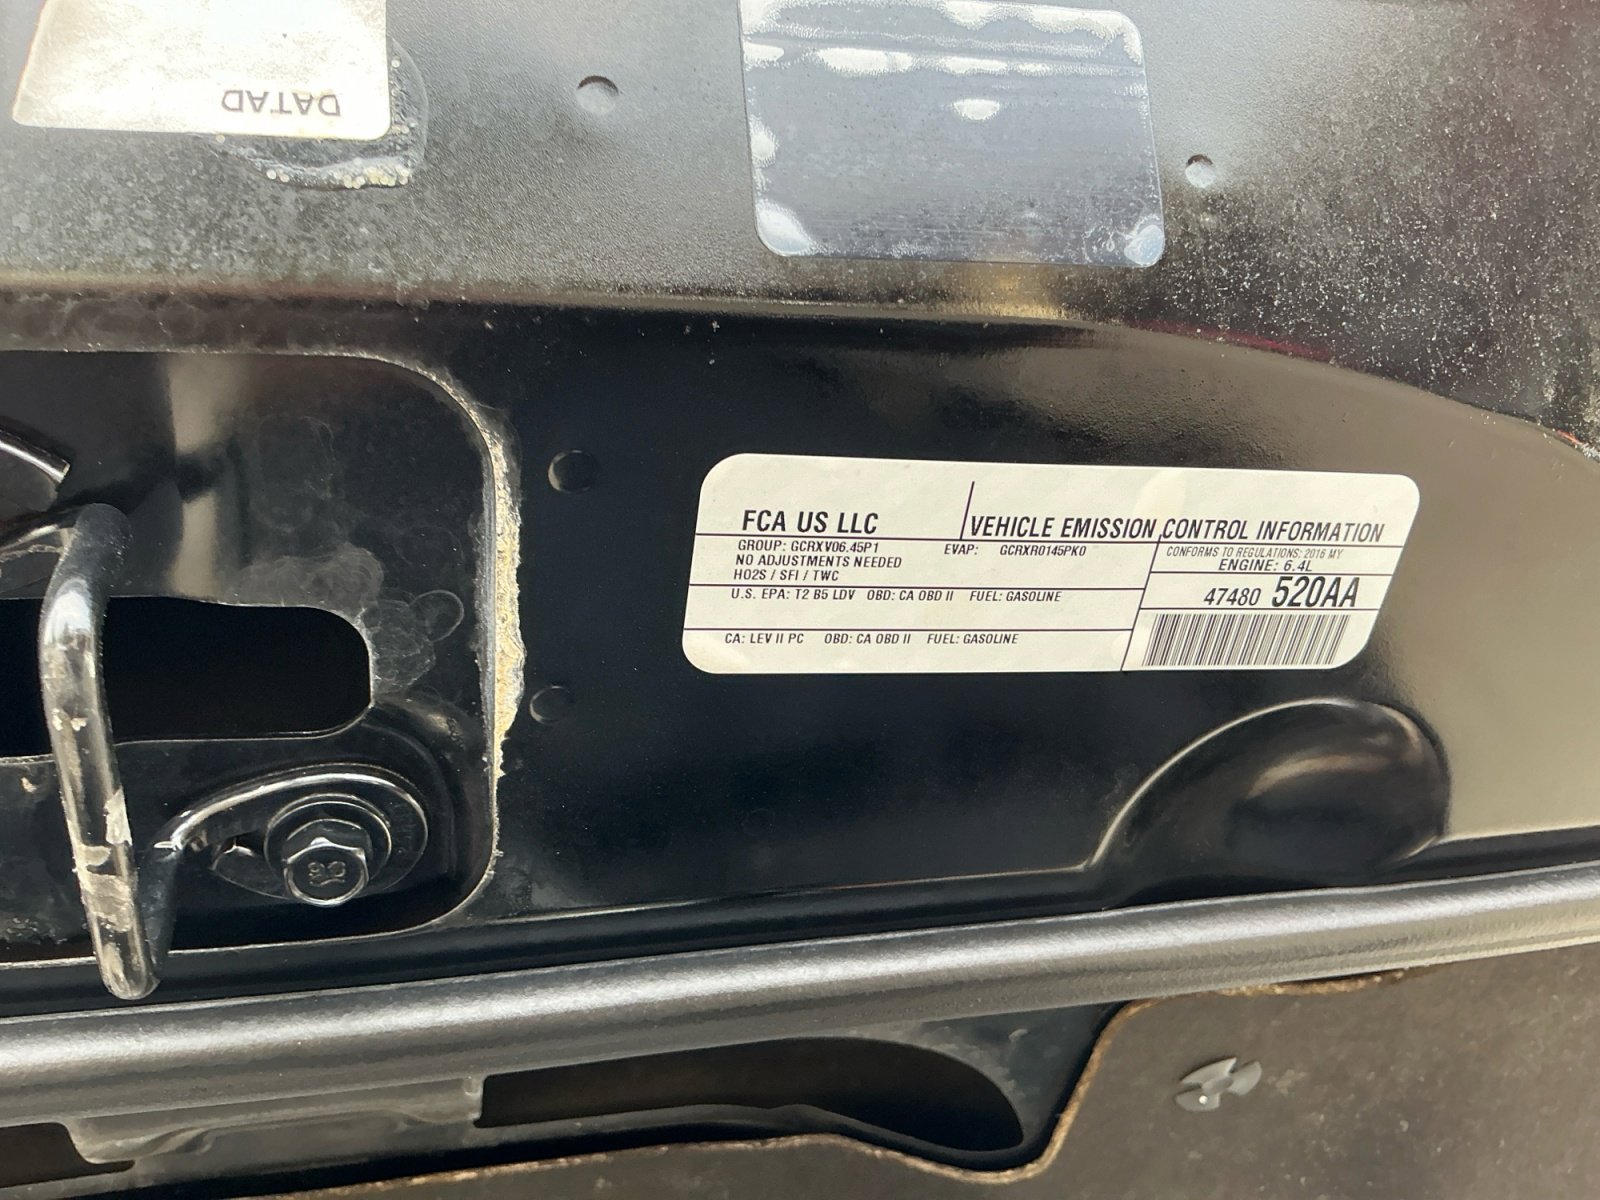 DATAD
FCA US LLC
VEHICLE EMISSION CONTROL INFORMATION
GROUP: GCRXV06.45P1 EVAP: GCRXR0145PK0
NO ADJUSTMENTS NEEDED
HO2S / SFI / TWC
CONFORMS TO REGULATIONS: 2016 MY
ENGINE: 6.4L
U.S. EPA: T2 B5 LDV OBD: CA OBD II FUEL: GASOLINE
47480 520AA
CA: LEV II PC OBD: CA OBD II FUEL: GASOLINE